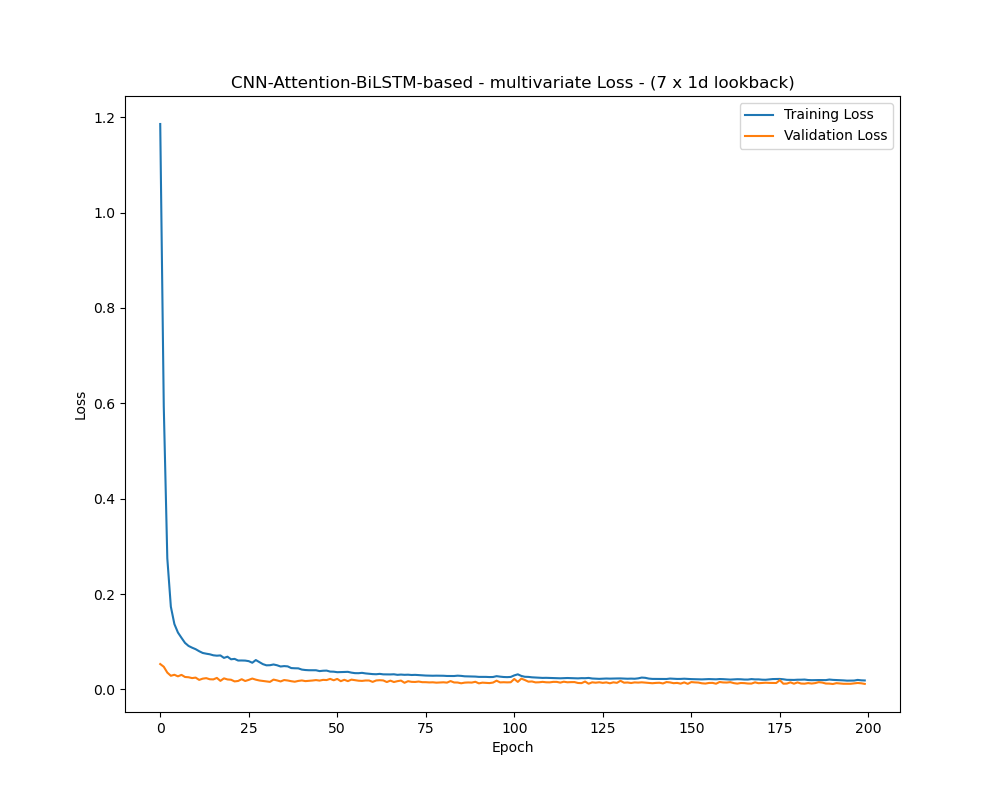 CNN-Attention-BiLSTM-based - multivariate Loss - (7 x 1d lookback)
Training Loss
Validation Loss
1.2
1.0
0.8
0.6
0.4
0.2
0.0
Loss
0 25 50 75 100 125 150 175 200
Epoch